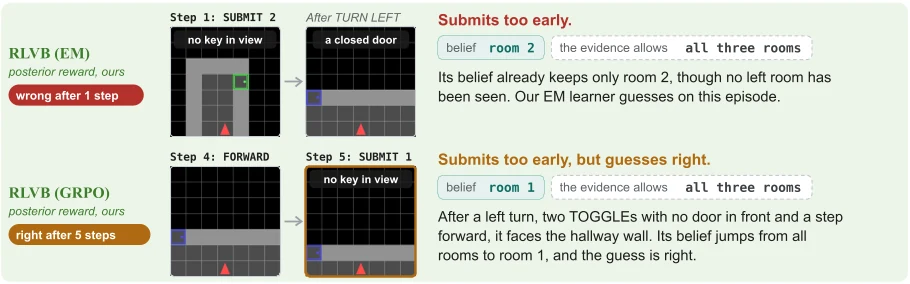 Step 1: SUBMIT 2
After TURN LEFT
Submits too early.
no key in view
a closed door
RLVB (EM)
posterior reward, ours
wrong after 1 step
belief room 2
the evidence allows all three rooms
Its belief already keeps only room 2, though no left room has
been seen. Our EM learner guesses on this episode.
Step 4: FORWARD
Step 5: SUBMIT 1
Submits too early, but guesses right.
no key in view
RLVB (GRPO)
posterior reward, ours
right after 5 steps
belief room 1
the evidence allows all three rooms
After a left turn, two TOGGLEs with no door in front and a step
forward, it faces the hallway wall. Its belief jumps from all
rooms to room 1, and the guess is right.